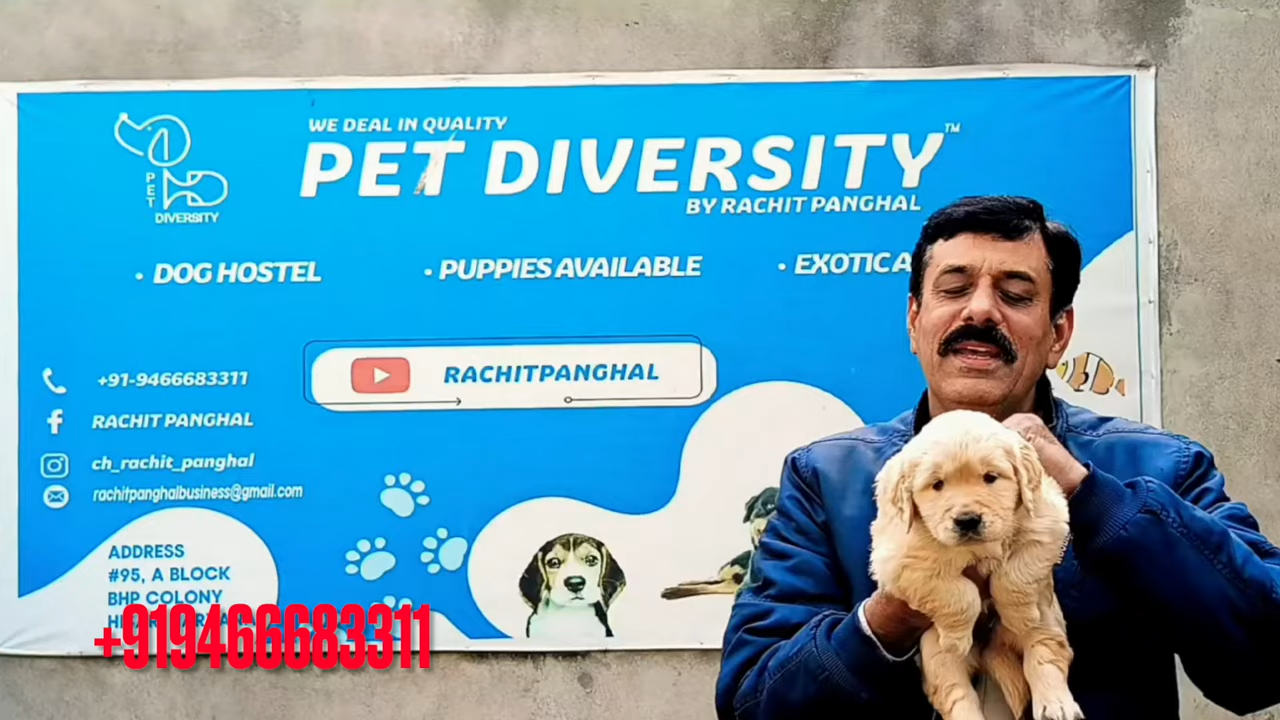 WE DEAL IN QUALITY
PET DIVERSITY™
BY RACHIT PANGHAL
PET
DIVERSITY
• DOG HOSTEL
• PUPPIES AVAILABLE
• EXOTIC A
RACHITPANGHAL
+91-9466683311
RACHIT PANGHAL
ch_rachit_panghal
rachitpanghalbusiness@gmail.com
ADDRESS
#95, A BLOCK
BHP COLONY
+919466683311